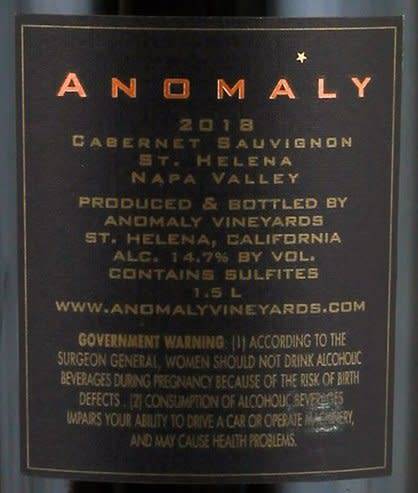 ANOMALY
2018
CABERNET SAUVIGNON
ST. HELENA
NAPA VALLEY
PRODUCED & BOTTLED BY
ANOMALY VINEYARDS
ST. HELENA, CALIFORNIA
ALC. 14.7% BY VOL.
CONTAINS SULFITES
1.5 L
WWW.ANOMALYVINEYARDS.COM
GOVERNMENT WARNING: (1) ACCORDING TO THE
SURGEON GENERAL, WOMEN SHOULD NOT DRINK ALCOHOLIC
BEVERAGES DURING PREGNANCY BECAUSE OF THE RISK OF BIRTH
DEFECTS . (2) CONSUMPTION OF ALCOHOLIC BEVERAGES
IMPAIRS YOUR ABILITY TO DRIVE A CAR OR OPERATE MACHINERY,
AND MAY CAUSE HEALTH PROBLEMS.